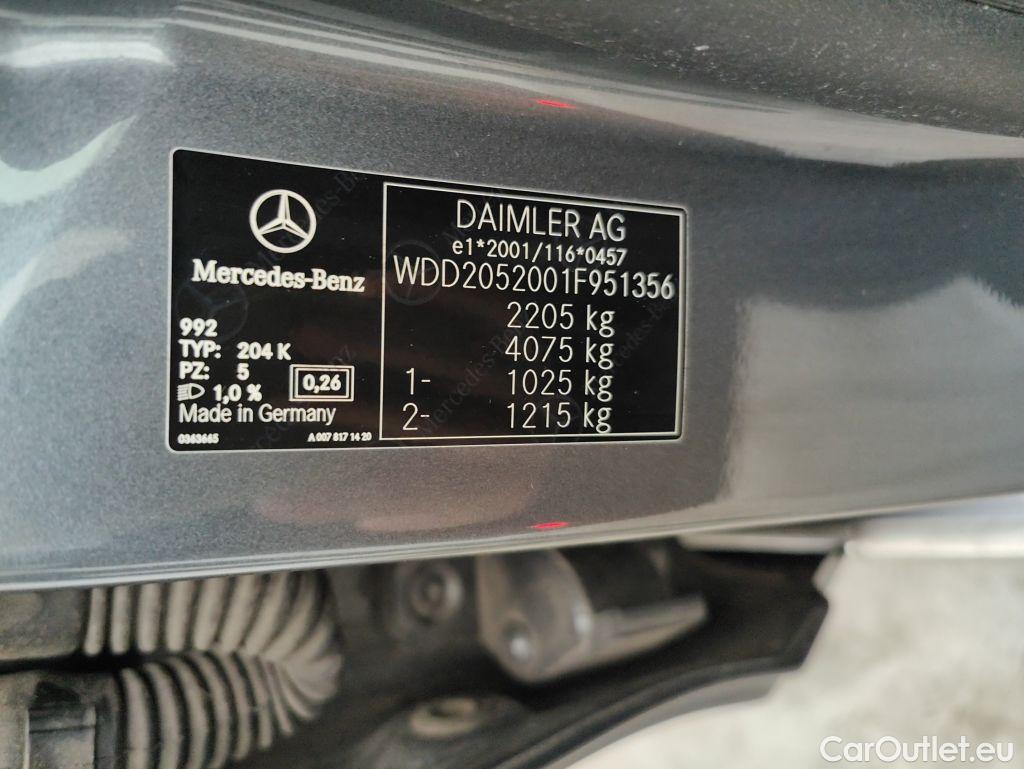 Mercedes-Benz
992
TYP: 204 K
PZ: 5
1,0 %
0,26
Made in Germany
0363665 A 007 817 14 20
DAIMLER AG
e1*2001/116*0457
WDD2052001F951356
2205 kg
4075 kg
1- 1025 kg
2- 1215 kg
CarOutlet.eu